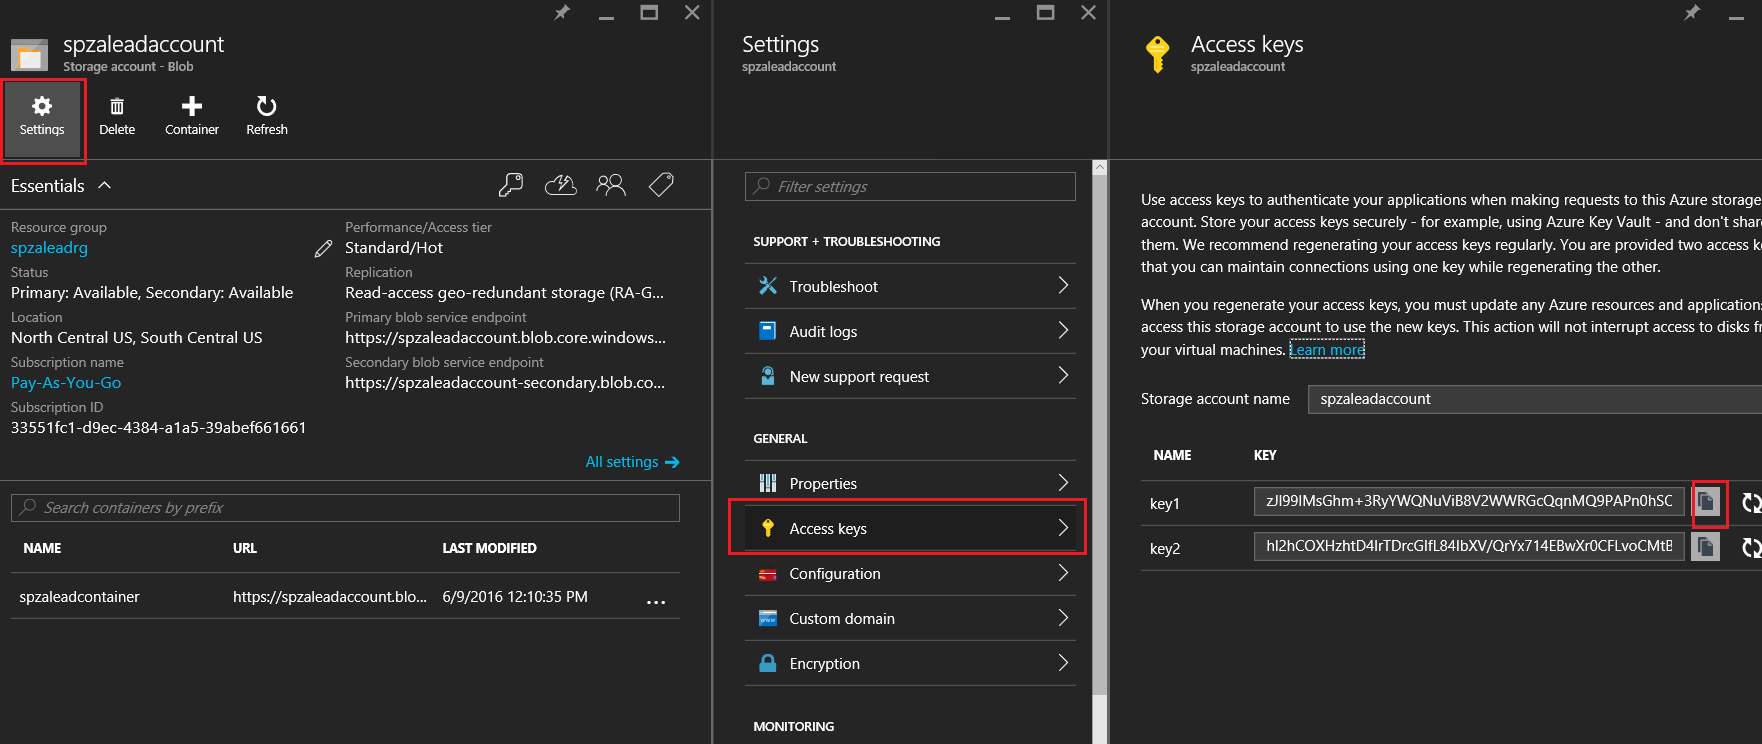 spzaleadaccount
Storage account - Blob
Settings
Delete
Container
Refresh
Essentials
Resource group
spzaleadrg
Status
Primary: Available, Secondary: Available
Location
North Central US, South Central US
Subscription name
Pay-As-You-Go
Subscription ID
33551fc1-d9ec-4384-a1a5-39abef661661
Performance/Access tier
Standard/Hot
Replication
Read-access geo-redundant storage (RA-G...
Primary blob service endpoint
https://spzaleadaccount.blob.core.windows...
Secondary blob service endpoint
https://spzaleadaccount-secondary.blob.co...
All settings
Search containers by prefix
NAME URL LAST MODIFIED
spzaleadcontainer https://spzaleadaccount.blo... 6/9/2016 12:10:35 PM ...
Settings
spzaleadaccount
Filter settings
SUPPORT + TROUBLESHOOTING
Troubleshoot
Audit logs
New support request
GENERAL
Properties
Access keys
Configuration
Custom domain
Encryption
MONITORING
Access keys
spzaleadaccount
Use access keys to authenticate your applications when making requests to this Azure storage
account. Store your access keys securely - for example, using Azure Key Vault - and don't share
them. We recommend regenerating your access keys regularly. You are provided two access k
that you can maintain connections using one key while regenerating the other.
When you regenerate your access keys, you must update any Azure resources and applications
access this storage account to use the new keys. This action will not interrupt access to disks fr
your virtual machines. Learn more
Storage account name spzaleadaccount
NAME KEY
key1 zJI99IMsGhm+3RyYWQNuViB8V2WWRGcQqnMQ9PAPn0hSC
key2 hI2hCOXHzhtD4IrTDrcGIfL84IbXV/QrYx714EBwXr0CFLvoCMtB